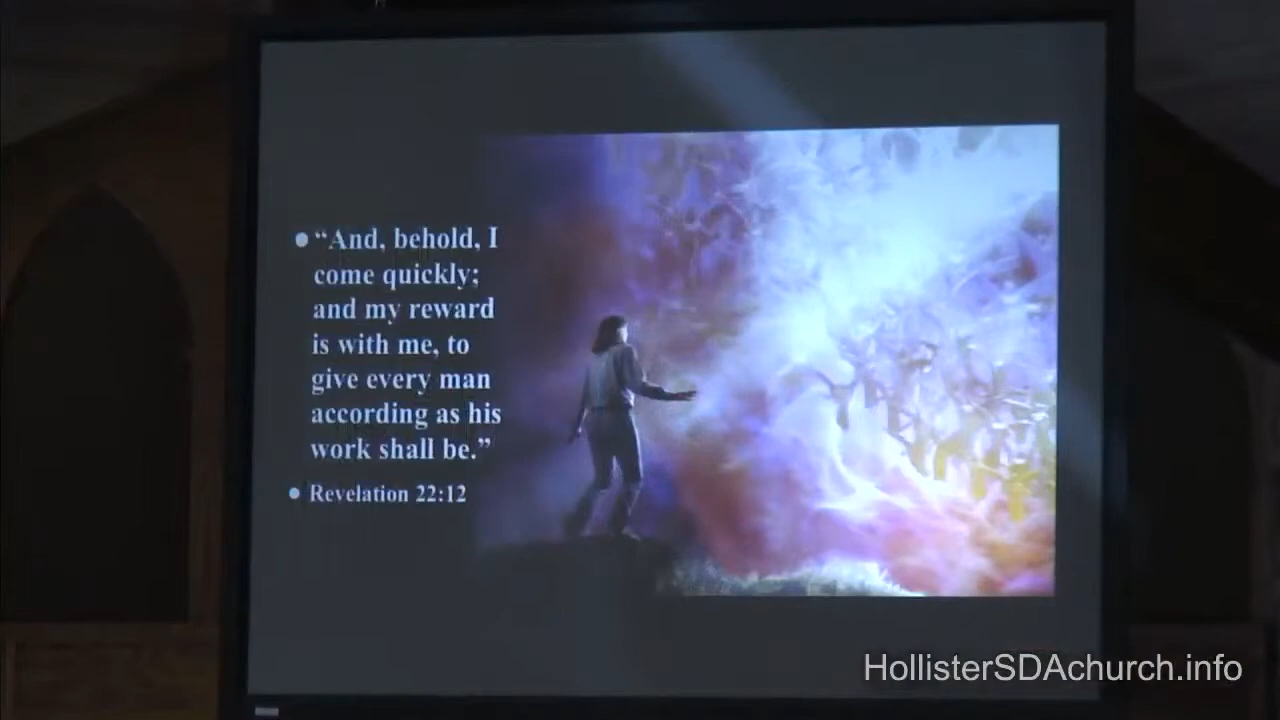 ● “And, behold, I
come quickly;
and my reward
is with me, to
give every man
according as his
work shall be.”
● Revelation 22:12
HollisterSDAchurch.info